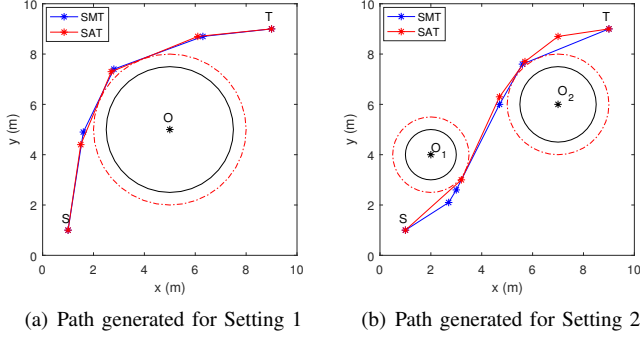 10
8
6
4
2
0
y (m)
SMT
SAT
T
O
S
0 2 4 6 8 10
x (m)
(a) Path generated for Setting 1
10
8
6
4
2
0
y (m)
SMT
SAT
T
O2
O1
S
0 2 4 6 8 10
x (m)
(b) Path generated for Setting 2